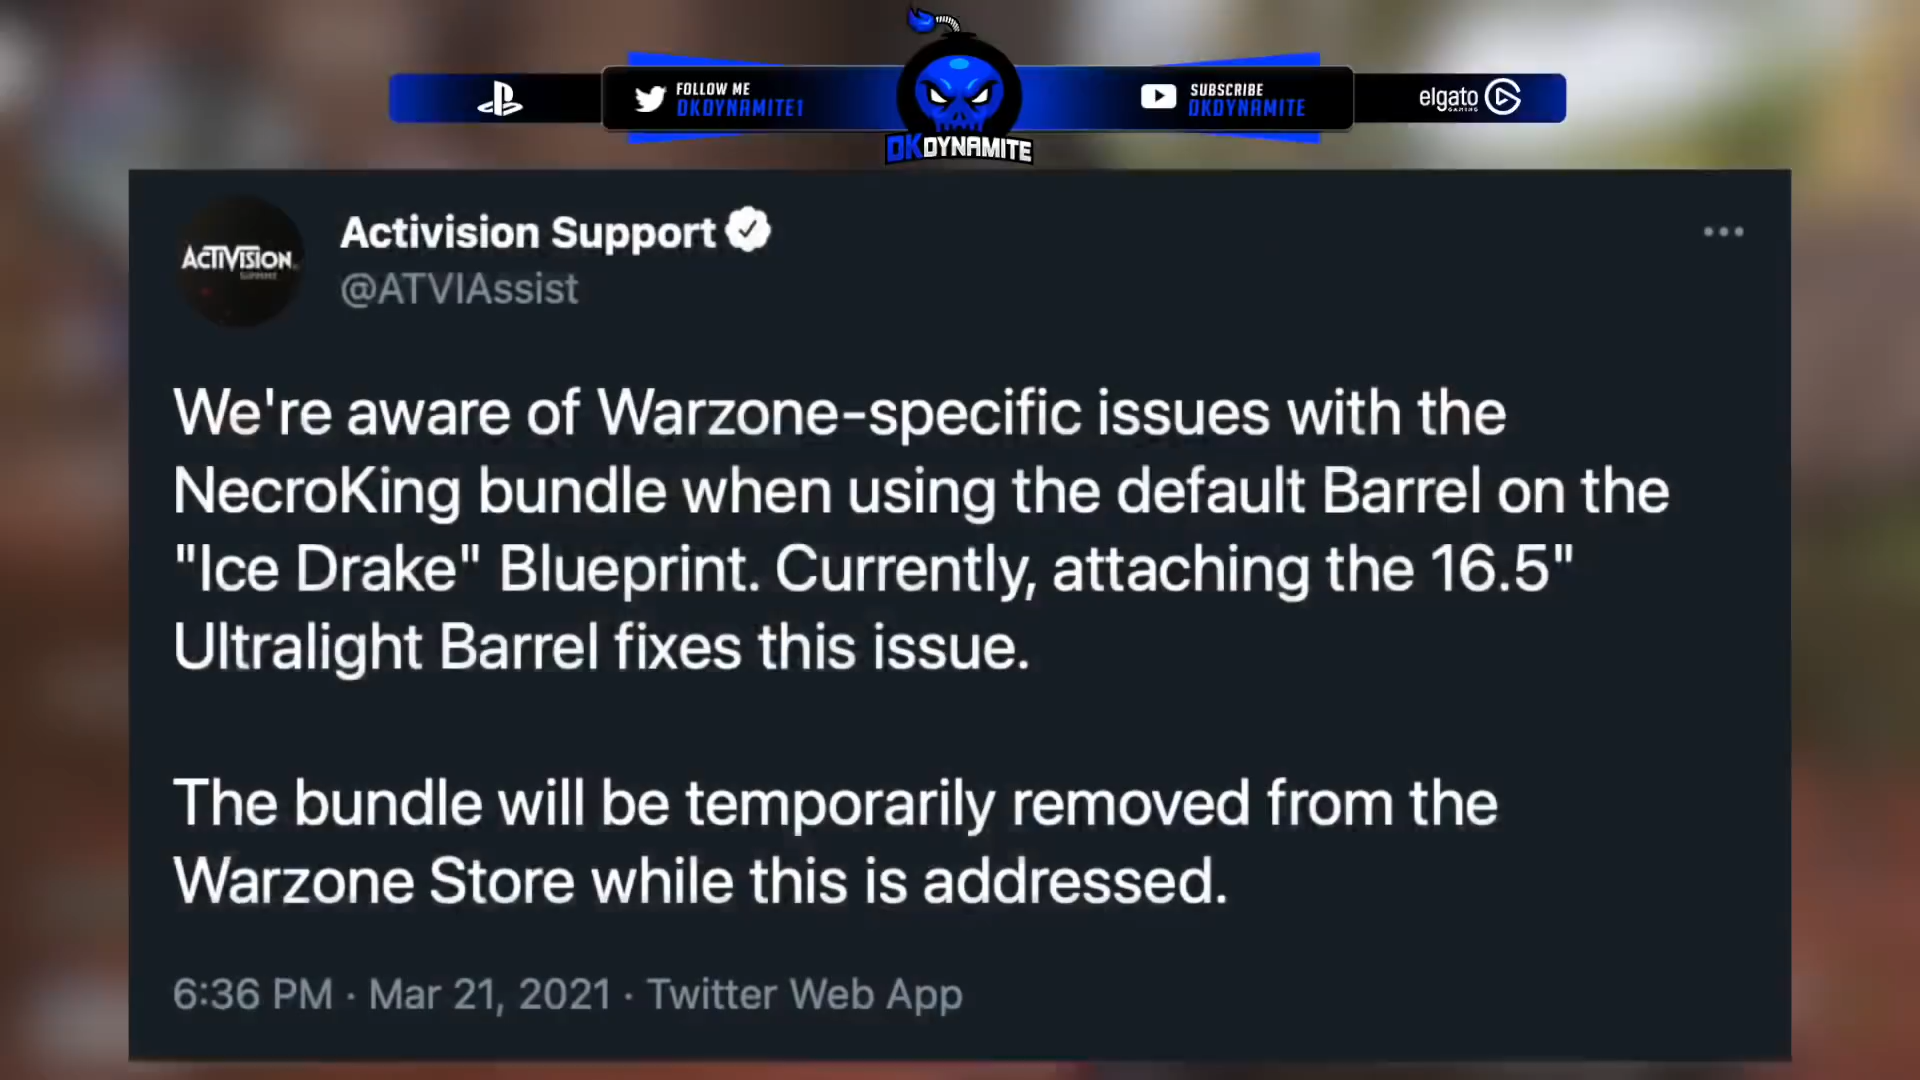 FOLLOW ME
DKDYNAMITE1
SUBSCRIBE
DKDYNAMITE
elgato
GAMING
DKDYNAMITE
ACTIVISION
SUPPORT
Activision Support
@ATVIAssist
We're aware of Warzone-specific issues with the
NecroKing bundle when using the default Barrel on the
"Ice Drake" Blueprint. Currently, attaching the 16.5"
Ultralight Barrel fixes this issue.
The bundle will be temporarily removed from the
Warzone Store while this is addressed.
6:36 PM · Mar 21, 2021 · Twitter Web App